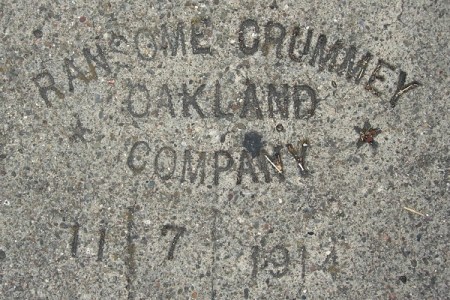 RANSOME CRUMMEY
OAKLAND
COMPANY
11 7 1914